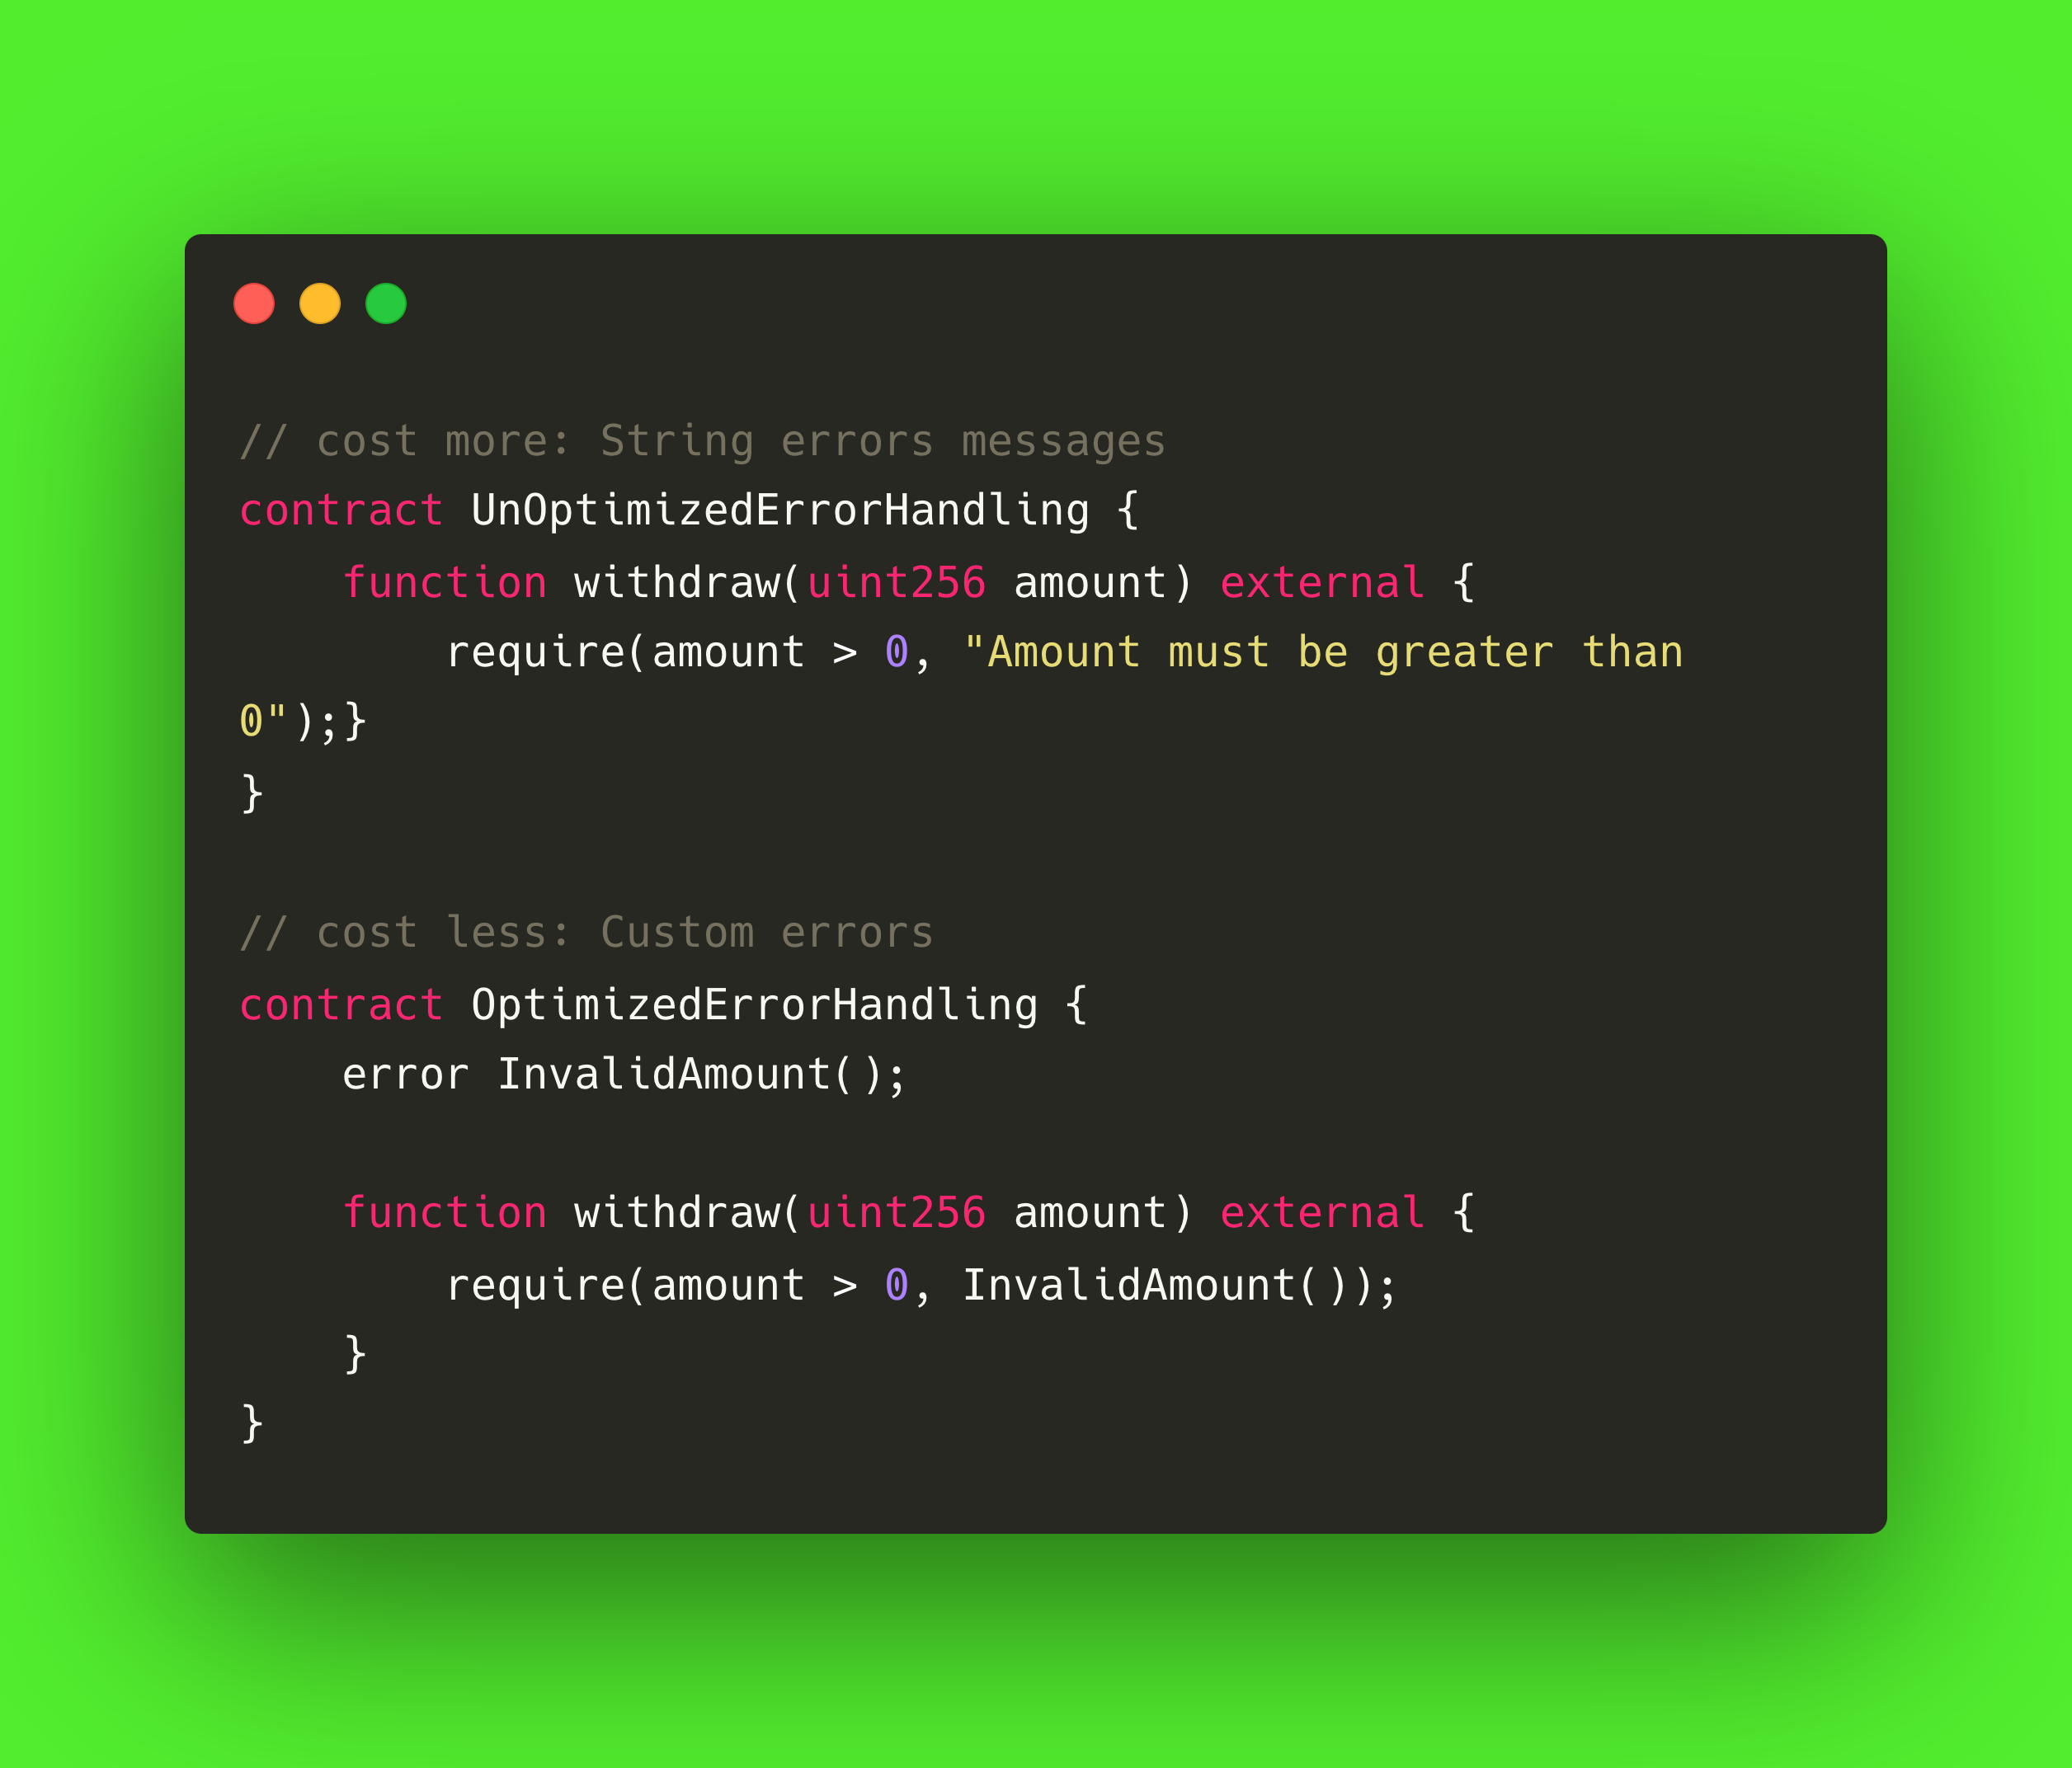 // cost more: String errors messages
contract UnOptimizedErrorHandling {
    function withdraw(uint256 amount) external {
        require(amount > 0, "Amount must be greater than
0");}
}

// cost less: Custom errors
contract OptimizedErrorHandling {
    error InvalidAmount();

    function withdraw(uint256 amount) external {
        require(amount > 0, InvalidAmount());
    }
}